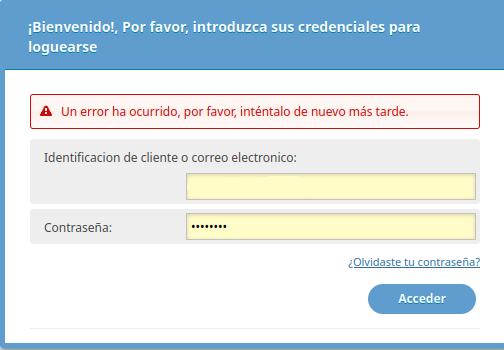 ¡Bienvenido!, Por favor, introduzca sus credenciales para
loguearse
Un error ha ocurrido, por favor, inténtalo de nuevo más tarde.
Identificacion de cliente o correo electronico:
Contraseña:
••••••••
¿Olvidaste tu contraseña?
Acceder